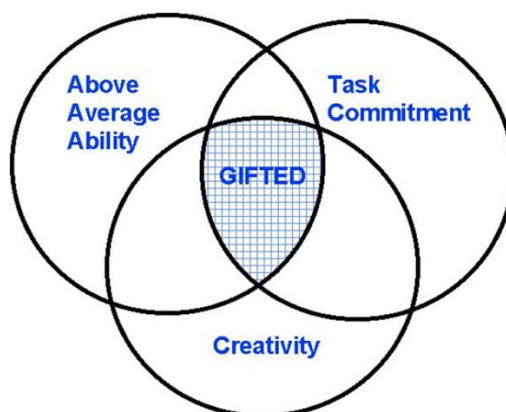 Above
Average
Ability
Task
Commitment
GIFTED
Creativity